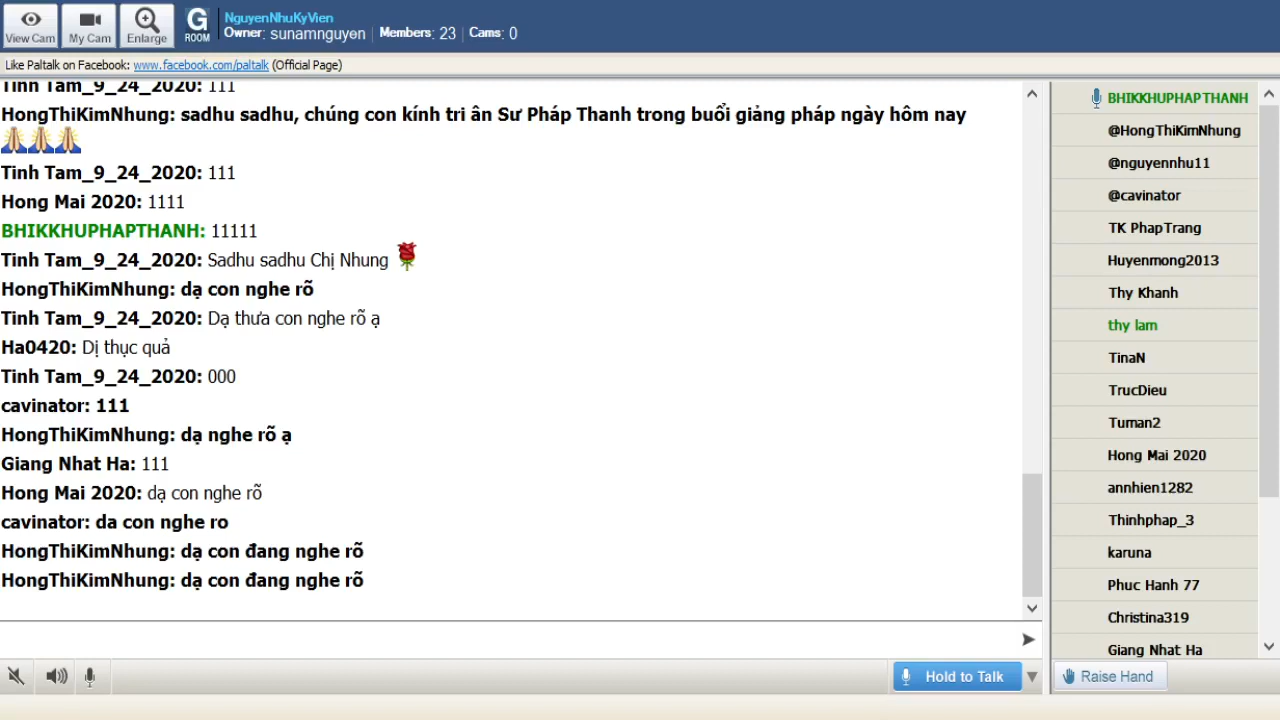 View Cam
My Cam
Enlarge
G
ROOM
NguyenNhuKyVien
Owner: sunamnguyen Members: 23 Cams: 0
Like Paltalk on Facebook: www.facebook.com/paltalk (Official Page)
Tinh Tam_9_24_2020: 111
HongThiKimNhung: sadhu sadhu, chúng con kính tri ân Sư Pháp Thanh trong buổi giảng pháp ngày hôm nay
Tinh Tam_9_24_2020: 111
Hong Mai 2020: 1111
BHIKKHUPHAPTHANH: 11111
Tinh Tam_9_24_2020: Sadhu sadhu Chị Nhung
HongThiKimNhung: dạ con nghe rõ
Tinh Tam_9_24_2020: Dạ thưa con nghe rõ ạ
Ha0420: Dị thục quả
Tinh Tam_9_24_2020: 000
cavinator: 111
HongThiKimNhung: dạ nghe rõ ạ
Giang Nhat Ha: 111
Hong Mai 2020: dạ con nghe rõ
cavinator: da con nghe ro
HongThiKimNhung: dạ con đang nghe rõ
HongThiKimNhung: dạ con đang nghe rõ
BHIKKHUPHAPTHANH
@HongThiKimNhung
@nguyennhu11
@cavinator
TK PhapTrang
Huyenmong2013
Thy Khanh
thy lam
TinaN
TrucDieu
Tuman2
Hong Mai 2020
annhien1282
Thinhphap_3
karuna
Phuc Hanh 77
Christina319
Giang Nhat Ha
Hold to Talk
Raise Hand